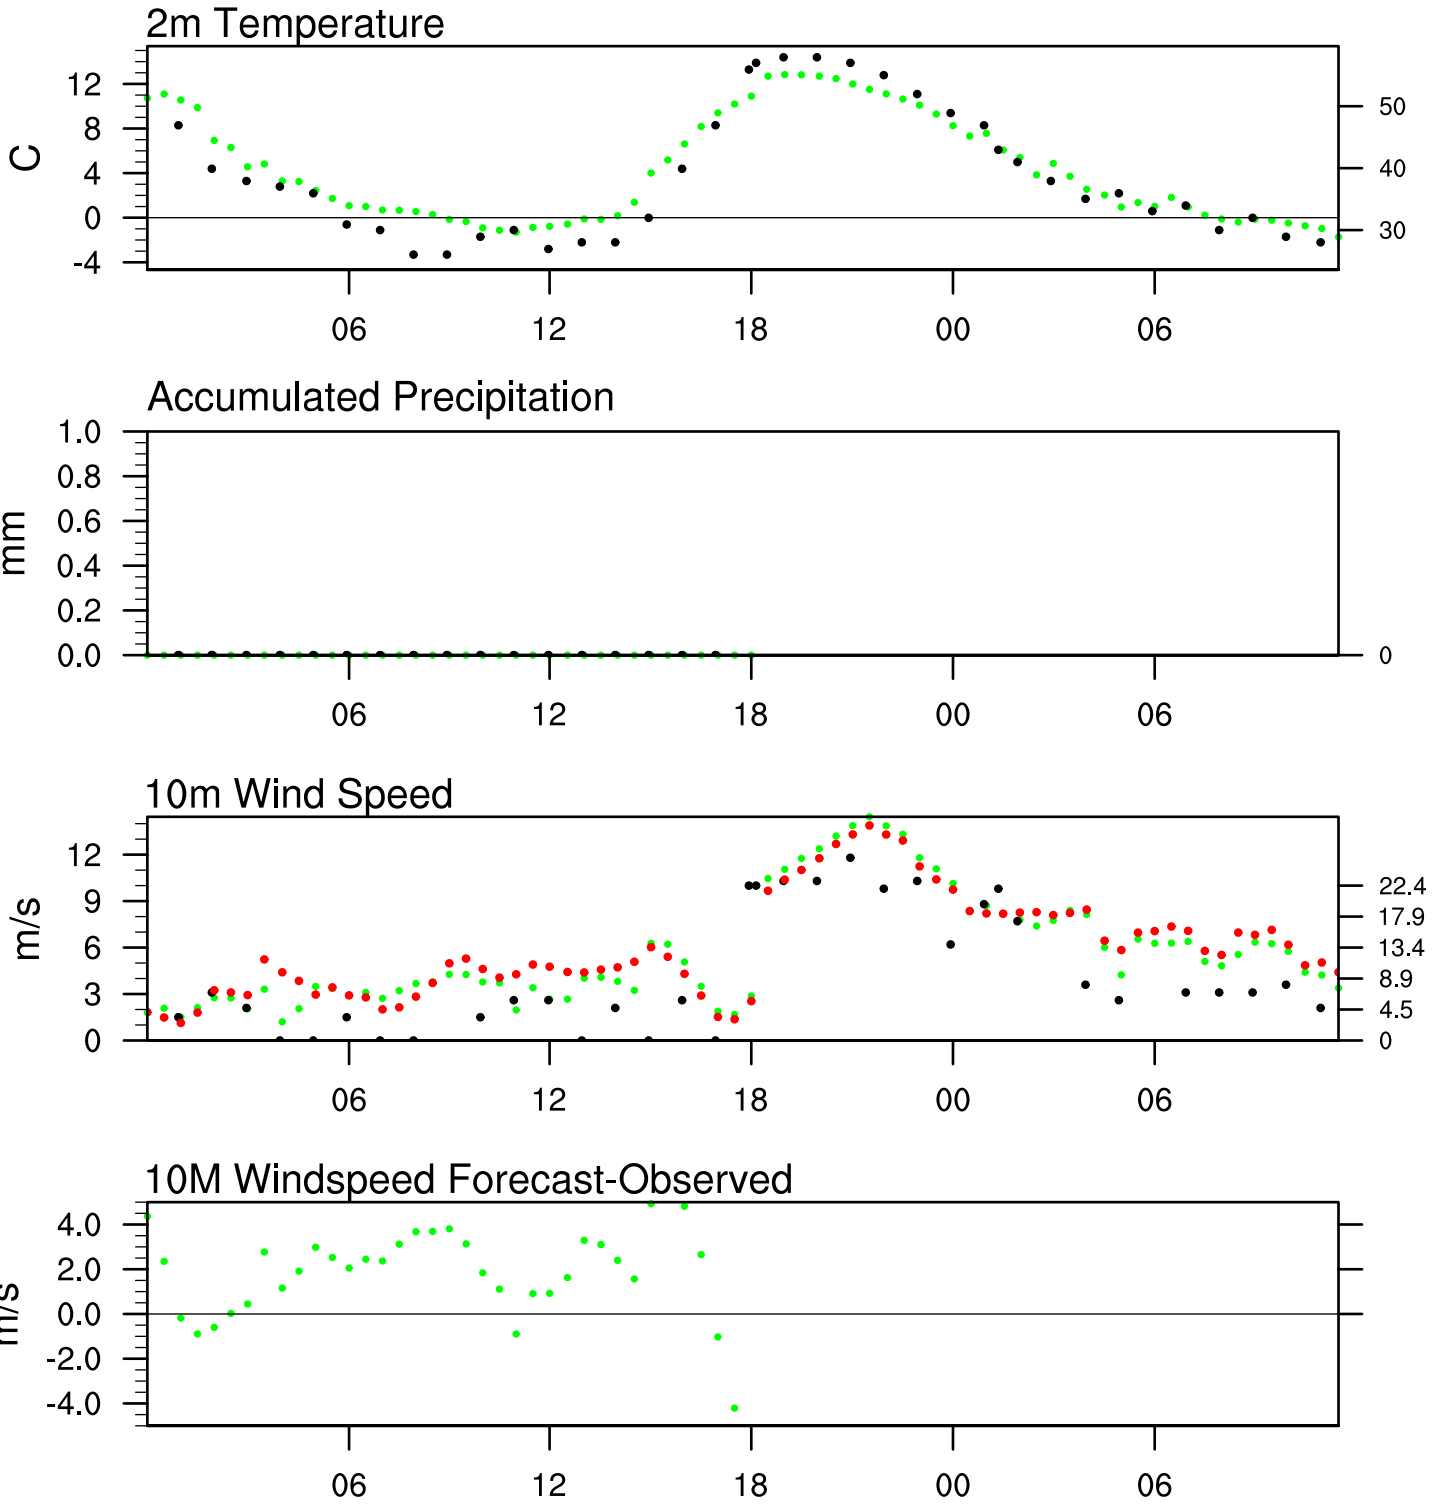 2m Temperature
12
8
4
0
-4
C
50
40
30
06 12 18 00 06
Accumulated Precipitation
1.0
0.8
0.6
0.4
0.2
0.0
mm
0
06 12 18 00 06
10m Wind Speed
12
9
6
3
0
m/s
22.4
17.9
13.4
8.9
4.5
0
06 12 18 00 06
10M Windspeed Forecast-Observed
4.0
2.0
0.0
-2.0
-4.0
m/s
06 12 18 00 06